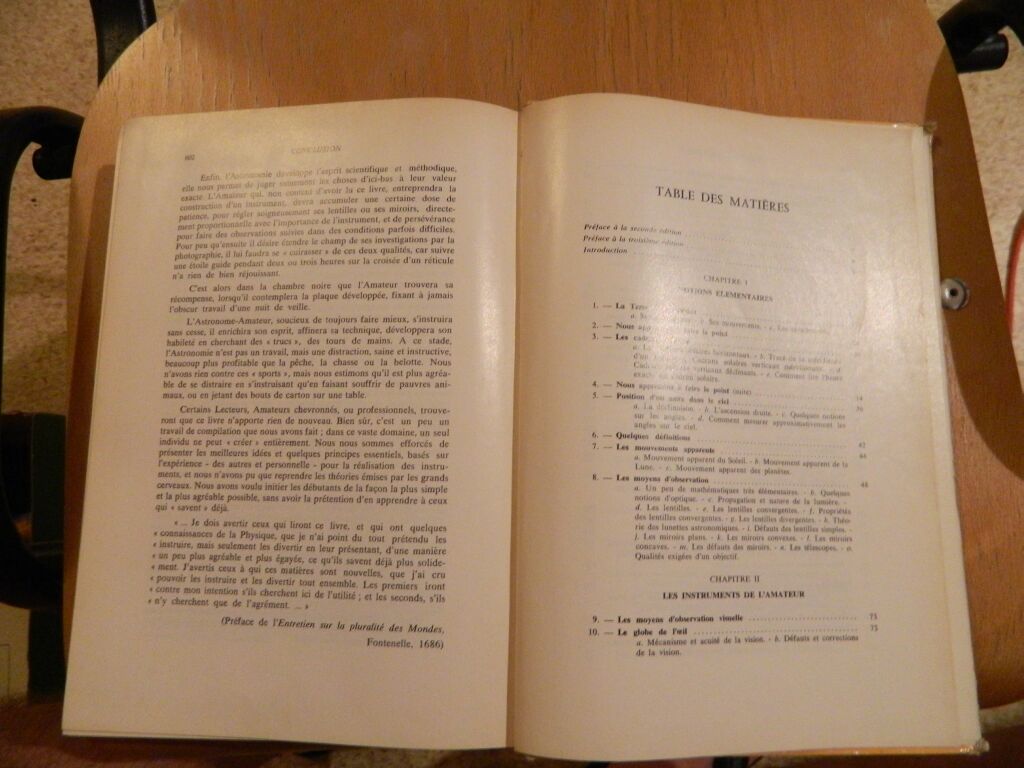 602
CONCLUSION
Enfin, l'Astronomie développe l'esprit scientifique et méthodique,
elle nous permet de juger sainement les choses d'ici-bas à leur valeur
exacte. L'Amateur qui, non content d'avoir lu ce livre, entreprendra la
construction d'un instrument, devra accumuler une certaine dose de
patience, pour régler soigneusement ses lentilles ou ses miroirs, directe-
ment proportionnelle avec l'importance de l'instrument, et de persévérance
pour faire des observations suivies dans des conditions parfois difficiles.
Pour peu qu'ensuite il désire étendre le champ de ses investigations par la
photographie, il lui faudra se « cuirasser » de ces deux qualités, car suivre
une étoile guide pendant deux ou trois heures sur la croisée d'un réticule
n'a rien de bien réjouissant.
C'est alors dans la chambre noire que l'Amateur trouvera sa
récompense, lorsqu'il contemplera la plaque développée, fixant à jamais
l'obscur travail d'une nuit de veille.
L'Astronome-Amateur, soucieux de toujours faire mieux, s'instruira
sans cesse, il enrichira son esprit, affinera sa technique, développera son
habileté en cherchant des « trucs », des tours de mains. A ce stade,
l'Astronomie n'est pas un travail, mais une distraction, saine et instructive,
beaucoup plus profitable que la pêche, la chasse ou la belotte. Nous
n'avons rien contre ces « sports », mais nous estimons qu'il est plus agréa-
ble de se distraire en s'instruisant qu'en faisant souffrir de pauvres ani-
maux, ou en jetant des bouts de carton sur une table.
Certains Lecteurs, Amateurs chevronnés, ou professionnels, trouve-
ront que ce livre n'apporte rien de nouveau. Bien sûr, c'est un peu un
travail de compilation que nous avons fait ; dans ce vaste domaine, un seul
individu ne peut « créer » entièrement. Nous nous sommes efforcés de
présenter les meilleures idées et quelques principes essentiels, basés sur
l'expérience - des autres et personnelle - pour la réalisation des instru-
ments, et nous n'avons pu que reprendre les théories émises par les grands
cerveaux. Nous avons voulu initier les débutants de la façon la plus simple
et la plus agréable possible, sans avoir la prétention d'en apprendre à ceux
qui « savent » déjà.
« ... Je dois avertir ceux qui liront ce livre, et qui ont quelques
« connaissances de la Physique, que je n'ai point du tout prétendu les
« instruire, mais seulement les divertir en leur présentant, d'une manière
« un peu plus agréable et plus égayée, ce qu'ils savent déjà plus solide-
« ment. J'avertis ceux à qui ces matières sont nouvelles, que j'ai cru
« pouvoir les instruire et les divertir tout ensemble. Les premiers iront
« contre mon intention s'ils cherchent ici de l'utilité ; et les seconds, s'ils
« n'y cherchent que de l'agrément. ... »
(Préface de l'Entretien sur la pluralité des Mondes,
Fontenelle, 1686)
TABLE DES MATIÈRES
Préface à la seconde édition
Préface à la troisième édition
Introduction
CHAPITRE I
NOTIONS ELEMENTAIRES
1. — La Terre
b. Ses mouvements. - c.
2. — Nous faire le point
3. — Les
horizontaux. - b. Tracé de la
d'un Cadrans solaires verticaux méridionaux. - d.
verticaux déclinants. - e. Comment lire l'heure
exacte cadran solaire.
4. — Nous apprenons à faire le point (suite) 34
5. — Position d'un astre dans le ciel 39
a. La déclinaison. - b. L'ascension droite. - c. Quelques notions
sur les angles. - d. Comment mesurer approximativement les
angles sur le ciel.
6. — Quelques définitions 42
7. — Les mouvements apparents 44
a. Mouvement apparent du Soleil. - b. Mouvement apparent de la
Lune. - c. Mouvement apparent des planètes.
8. — Les moyens d'observation 48
a. Un peu de mathématiques très élémentaires. - b. Quelques
notions d'optique. - c. Propagation et nature de la lumière. -
d. Les lentilles. - e. Les lentilles convergentes. - f. Propriétés
des lentilles convergentes. - g. Les lentilles divergentes. - h. Théo-
rie des lunettes astronomiques. - i. Défauts des lentilles simples. -
j. Les miroirs plans. - k. Les miroirs convexes. - l. Les miroirs
concaves. - m. Les défauts des miroirs. - n. Les télescopes. - o.
Qualités exigées d'un objectif.
CHAPITRE II
LES INSTRUMENTS DE L'AMATEUR
9. — Les moyens d'observation visuelle 75
10. — Le globe de l'œil 75
a. Mécanisme et acuité de la vision. - b. Défauts et corrections
de la vision.